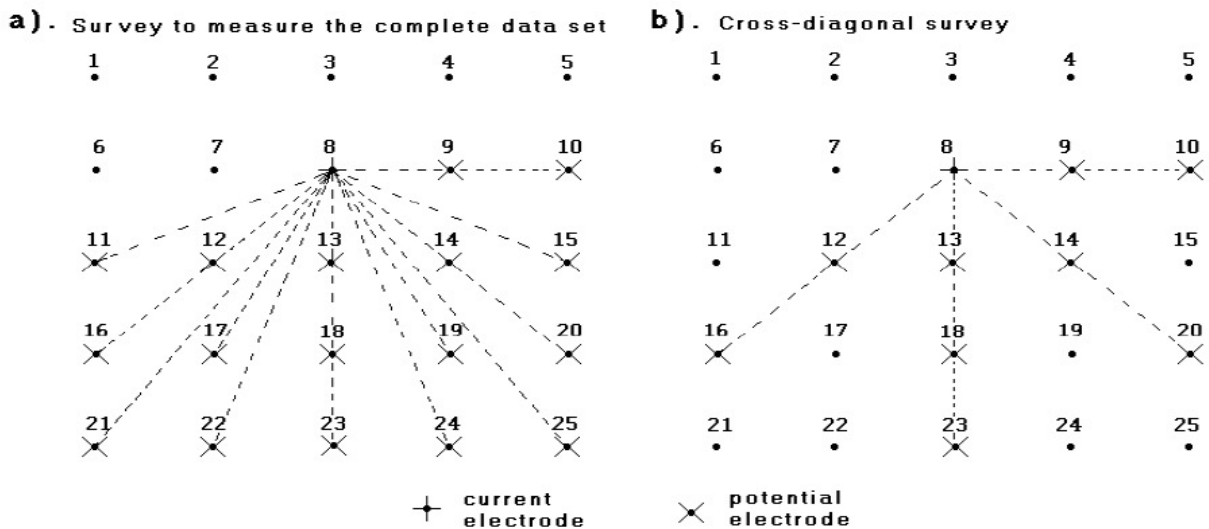 a). Survey to measure the complete data set
1 2 3 4 5
6 7 8 9 10
11 12 13 14 15
16 17 18 19 20
21 22 23 24 25
b). Cross-diagonal survey
1 2 3 4 5
6 7 8 9 10
11 12 13 14 15
16 17 18 19 20
21 22 23 24 25
current
electrode
potential
electrode